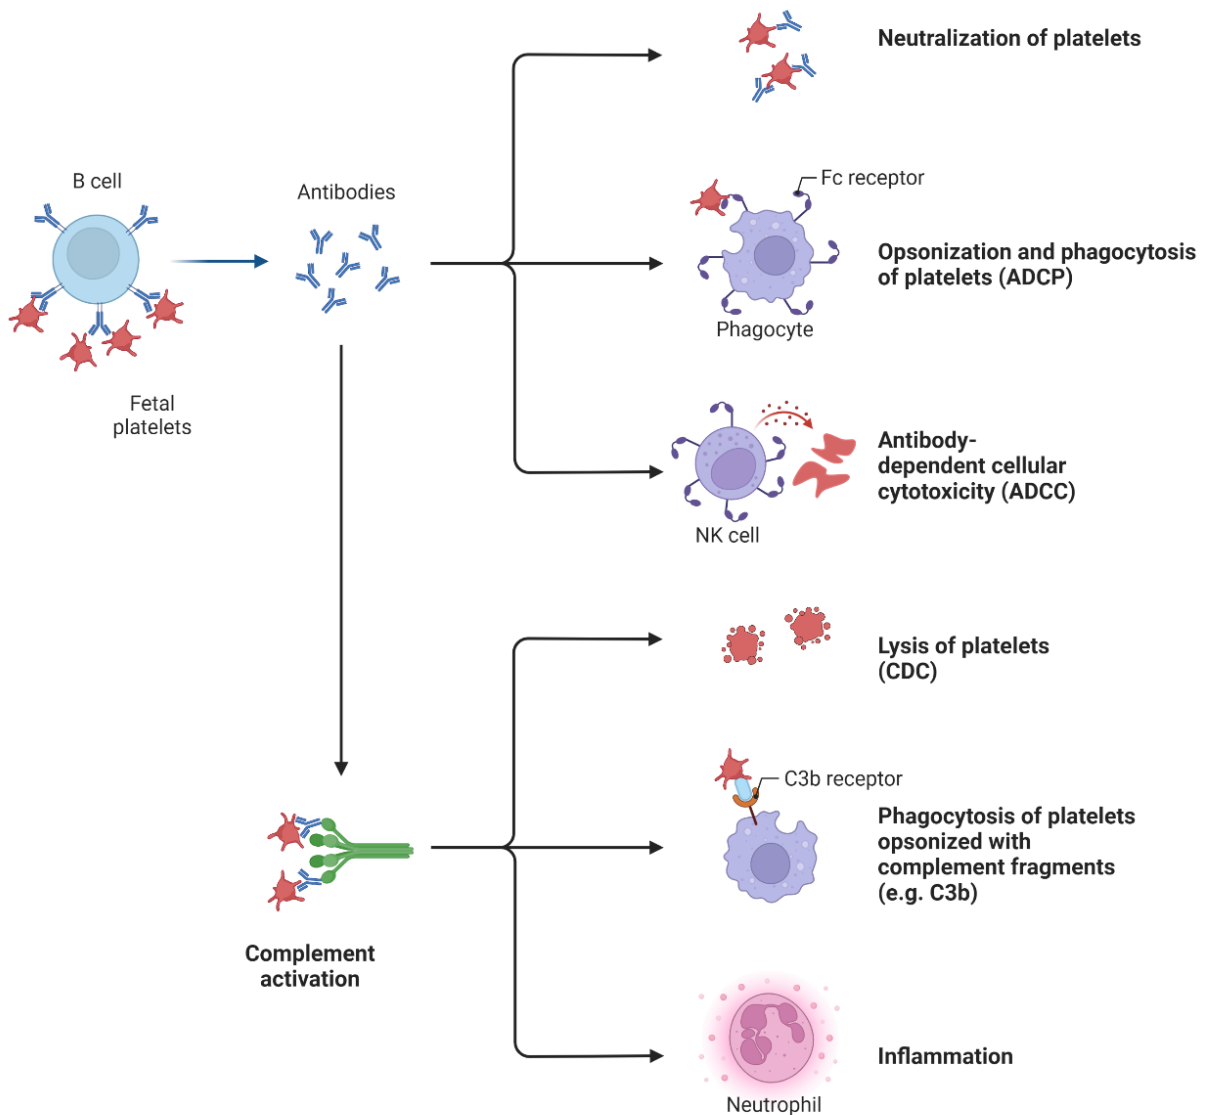 Neutralization of platelets
B cell
Antibodies
Fc receptor
Opsonization and phagocytosis
of platelets (ADCP)
Phagocyte
Fetal
platelets
Antibody-
dependent cellular
cytotoxicity (ADCC)
NK cell
Lysis of platelets
(CDC)
C3b receptor
Phagocytosis of platelets
opsonized with
complement fragments
(e.g. C3b)
Complement
activation
Inflammation
Neutrophil